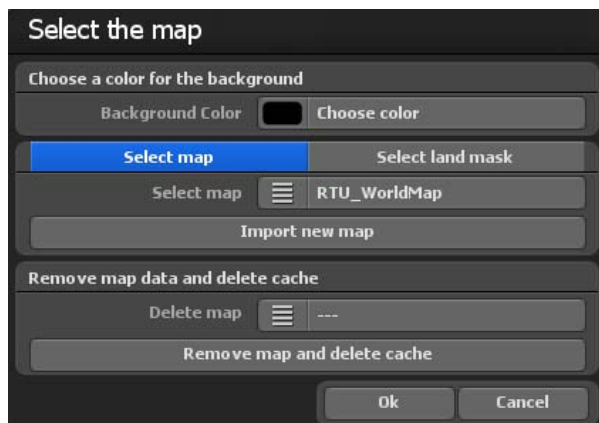 Select the map
Choose a color for the background
Background Color Choose color
Select map Select land mask
Select map RTU_WorldMap
Import new map
Remove map data and delete cache
Delete map ---
Remove map and delete cache
Ok Cancel